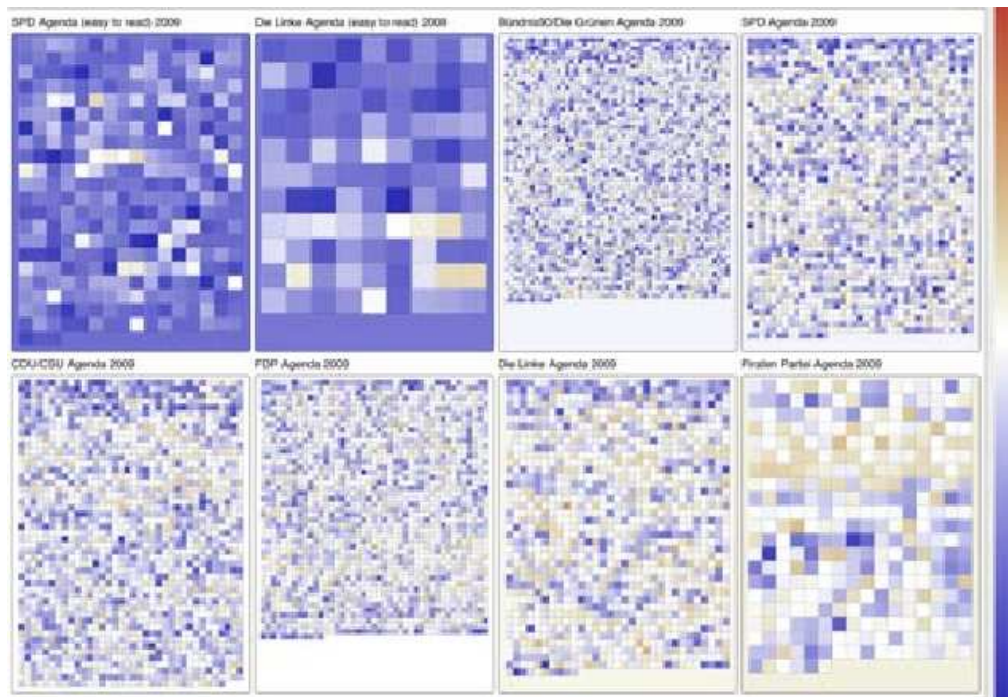 SPD Agenda (easy to read) 2009
Die Linke Agenda (easy to read) 2009
Bündnis90/Die Grünen Agenda 2009
SPD Agenda 2009
CDU/CSU Agenda 2009
FDP Agenda 2009
Die Linke Agenda 2009
Piraten Partei Agenda 2009